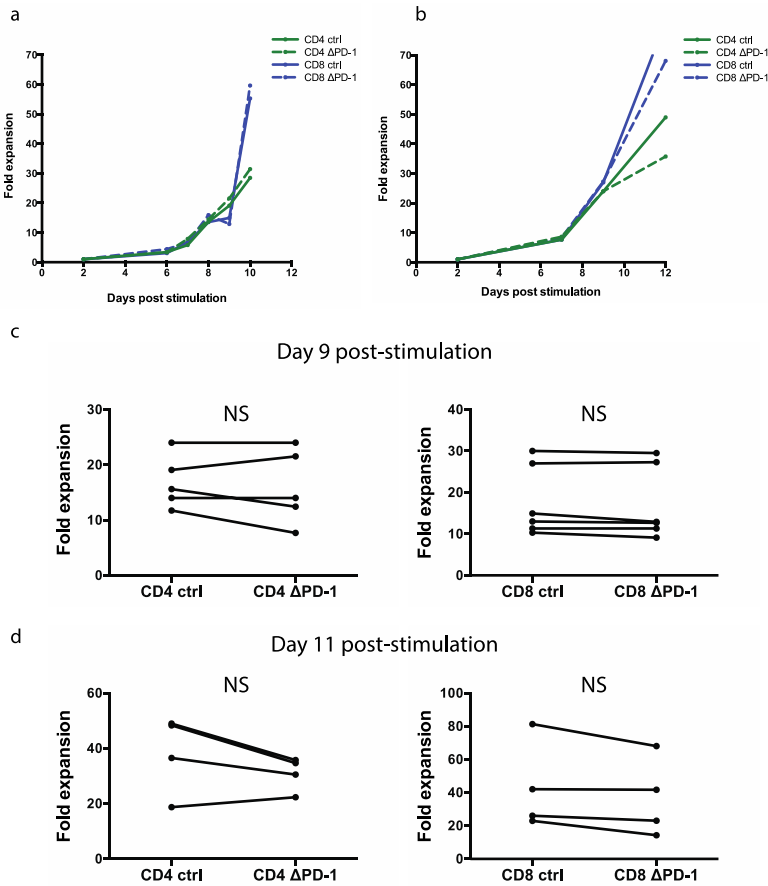 a
CD4 ctrl
CD4 ΔPD-1
CD8 ctrl
CD8 ΔPD-1
70
60
50
40
30
20
10
0
Fold expansion
0 2 4 6 8 10 12
Days post stimulation
b
CD4 ctrl
CD4 ΔPD-1
CD8 ctrl
CD8 ΔPD-1
70
60
50
40
30
20
10
0
Fold expansion
0 2 4 6 8 10 12
Days post stimulation
c
Day 9 post-stimulation
NS
30
20
10
0
Fold expansion
CD4 ctrl CD4 ΔPD-1
NS
40
30
20
10
0
Fold expansion
CD8 ctrl CD8 ΔPD-1
d
Day 11 post-stimulation
NS
60
40
20
0
Fold expansion
CD4 ctrl CD4 ΔPD-1
NS
100
80
60
40
20
0
Fold expansion
CD8 ctrl CD8 ΔPD-1